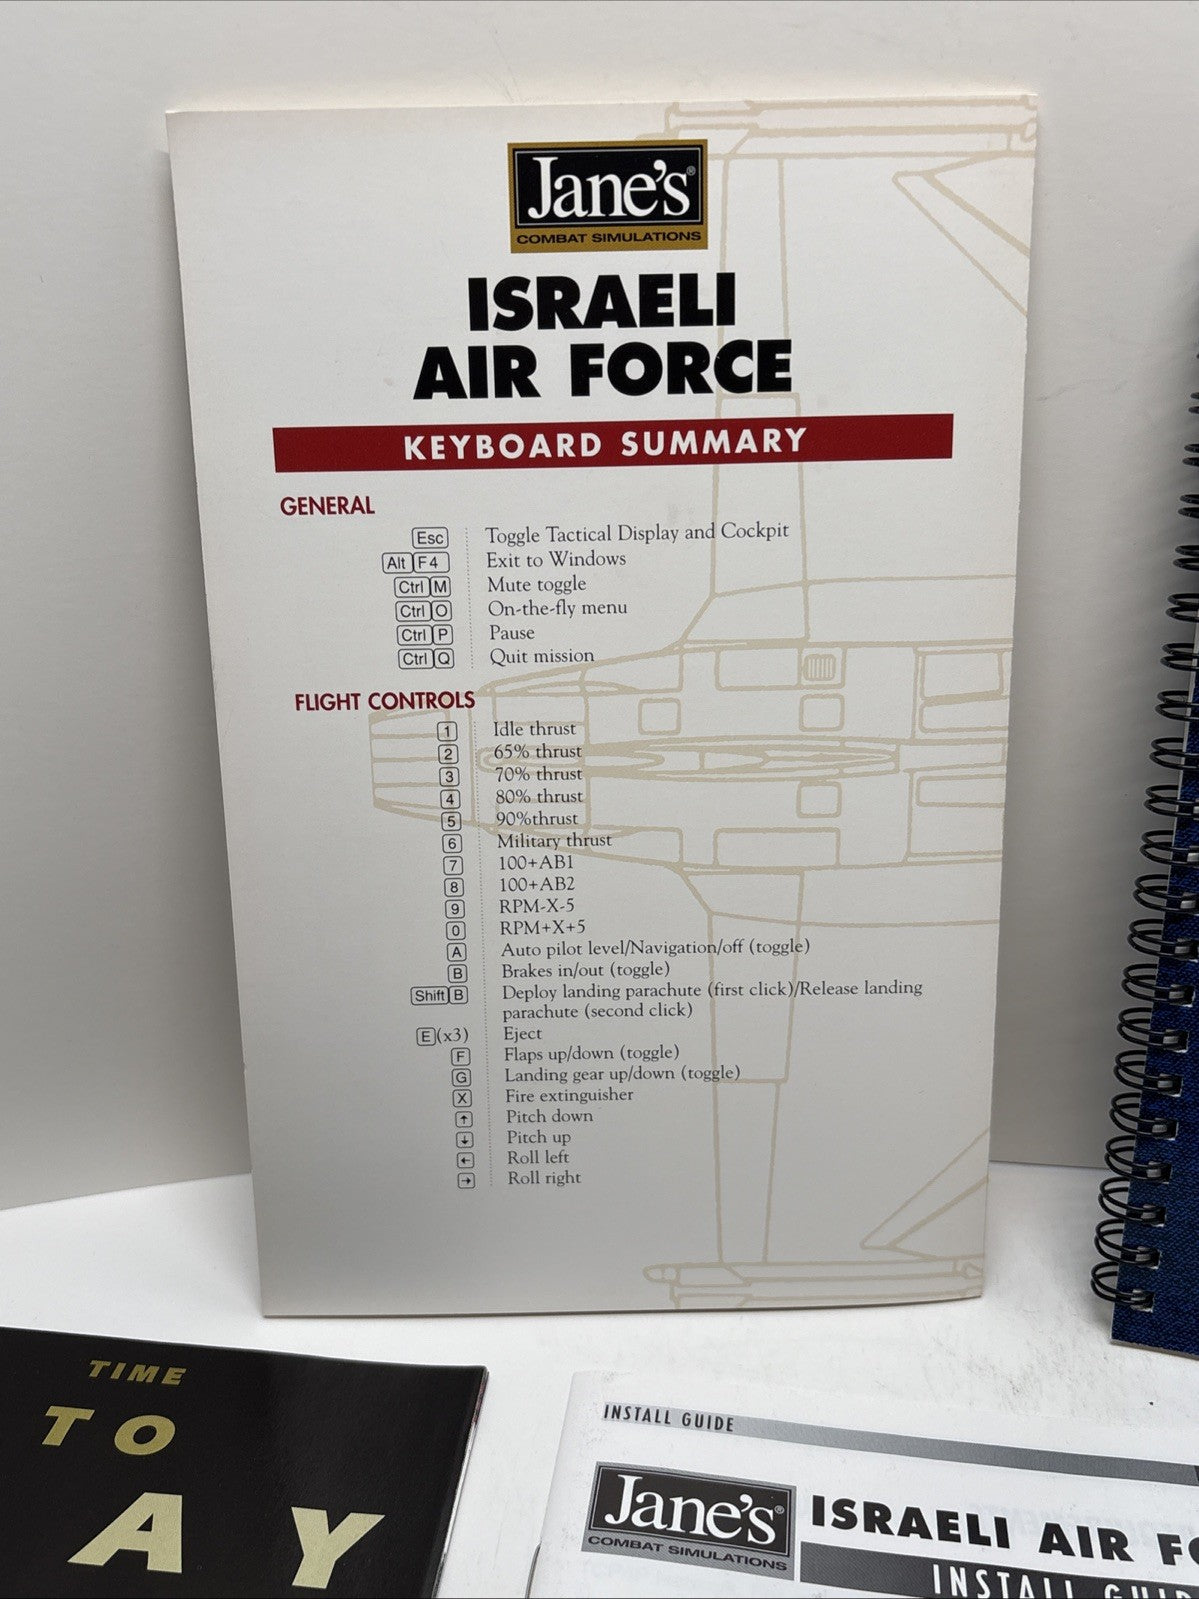 Jane's®
COMBAT SIMULATIONS
ISRAELI
AIR FORCE
KEYBOARD SUMMARY
GENERAL
Esc Toggle Tactical Display and Cockpit
Alt F4 Exit to Windows
Ctrl M Mute toggle
Ctrl O On-the-fly menu
Ctrl P Pause
Ctrl Q Quit mission
FLIGHT CONTROLS
1 Idle thrust
2 65% thrust
3 70% thrust
4 80% thrust
5 90%thrust
6 Military thrust
7 100+AB1
8 100+AB2
9 RPM-X-5
0 RPM+X+5
A Auto pilot level/Navigation/off (toggle)
B Brakes in/out (toggle)
Shift B Deploy landing parachute (first click)/Release landing
parachute (second click)
E(x3) Eject
F Flaps up/down (toggle)
G Landing gear up/down (toggle)
X Fire extinguisher
↑ Pitch down
↓ Pitch up
← Roll left
→ Roll right
TIME
TO
AY
INSTALL GUIDE
Jane's®
COMBAT SIMULATIONS
ISRAELI AIR
INSTALL